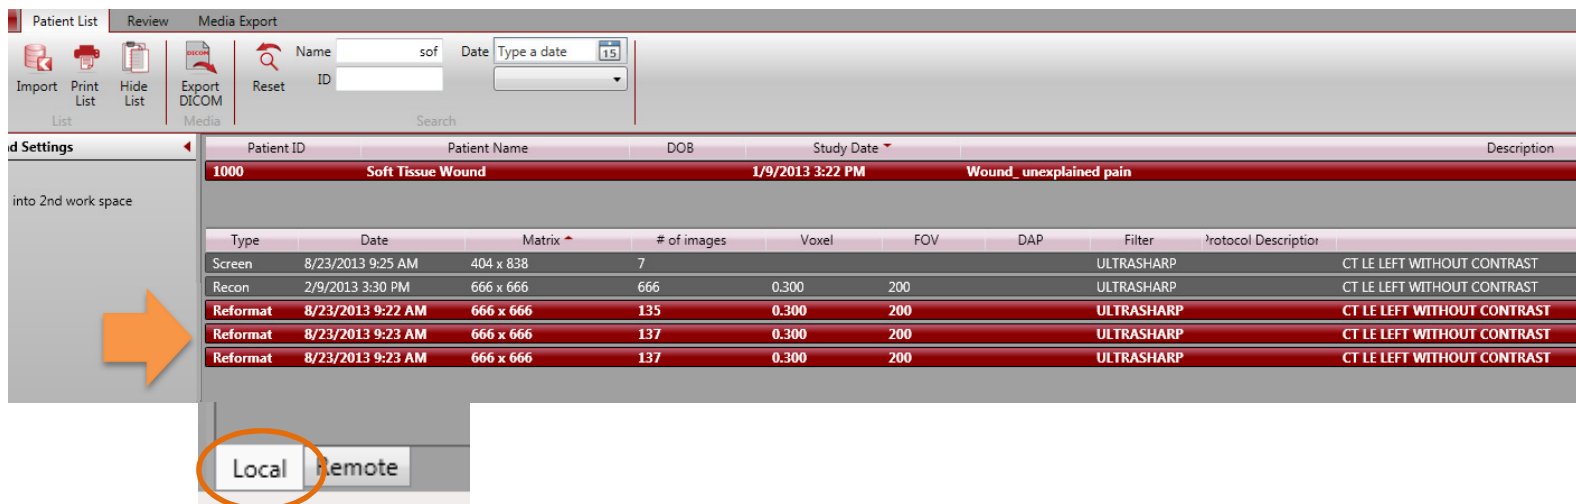 Patient List Review Media Export
Name sof Date Type a date 15
Import Print List Hide List Export DICOM Reset ID
List Media Search
d Settings Patient ID Patient Name DOB Study Date Description
1000 Soft Tissue Wound 1/9/2013 3:22 PM Wound_ unexplained pain
into 2nd work space
Type Date Matrix # of images Voxel FOV DAP Filter Protocol Description
Screen 8/23/2013 9:25 AM 404 x 838 7 ULTRASHARP CT LE LEFT WITHOUT CONTRAST
Recon 2/9/2013 3:30 PM 666 x 666 666 0.300 200 ULTRASHARP CT LE LEFT WITHOUT CONTRAST
Reformat 8/23/2013 9:22 AM 666 x 666 135 0.300 200 ULTRASHARP CT LE LEFT WITHOUT CONTRAST
Reformat 8/23/2013 9:23 AM 666 x 666 137 0.300 200 ULTRASHARP CT LE LEFT WITHOUT CONTRAST
Reformat 8/23/2013 9:23 AM 666 x 666 137 0.300 200 ULTRASHARP CT LE LEFT WITHOUT CONTRAST
Local Remote